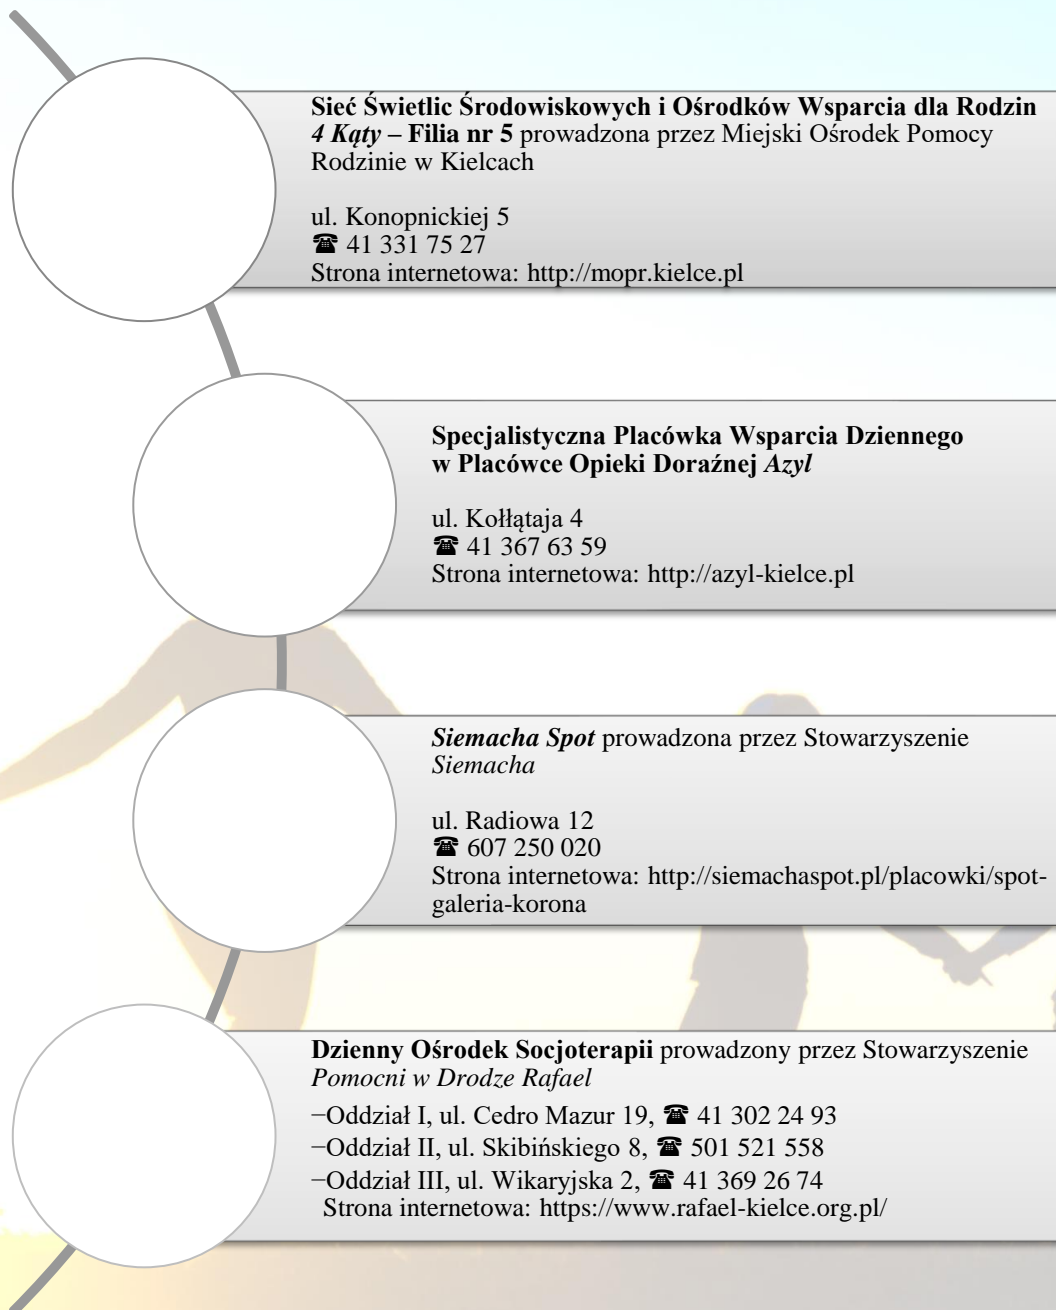 Sieć Świetlic Środowiskowych i Ośrodków Wsparcia dla Rodzin
4 Kąty – Filia nr 5 prowadzona przez Miejski Ośrodek Pomocy
Rodzinie w Kielcach
ul. Konopnickiej 5
☎ 41 331 75 27
Strona internetowa: http://mopr.kielce.pl
Specjalistyczna Placówka Wsparcia Dziennego
w Placówce Opieki Doraźnej Azyl
ul. Kołłątaja 4
☎ 41 367 63 59
Strona internetowa: http://azyl-kielce.pl
Siemacha Spot prowadzona przez Stowarzyszenie
Siemacha
ul. Radiowa 12
☎ 607 250 020
Strona internetowa: http://siemachaspot.pl/placowki/spot-
galeria-korona
Dzienny Ośrodek Socjoterapii prowadzony przez Stowarzyszenie
Pomocni w Drodze Rafael
−Oddział I, ul. Cedro Mazur 19, ☎ 41 302 24 93
−Oddział II, ul. Skibińskiego 8, ☎ 501 521 558
−Oddział III, ul. Wikaryjska 2, ☎ 41 369 26 74
Strona internetowa: https://www.rafael-kielce.org.pl/